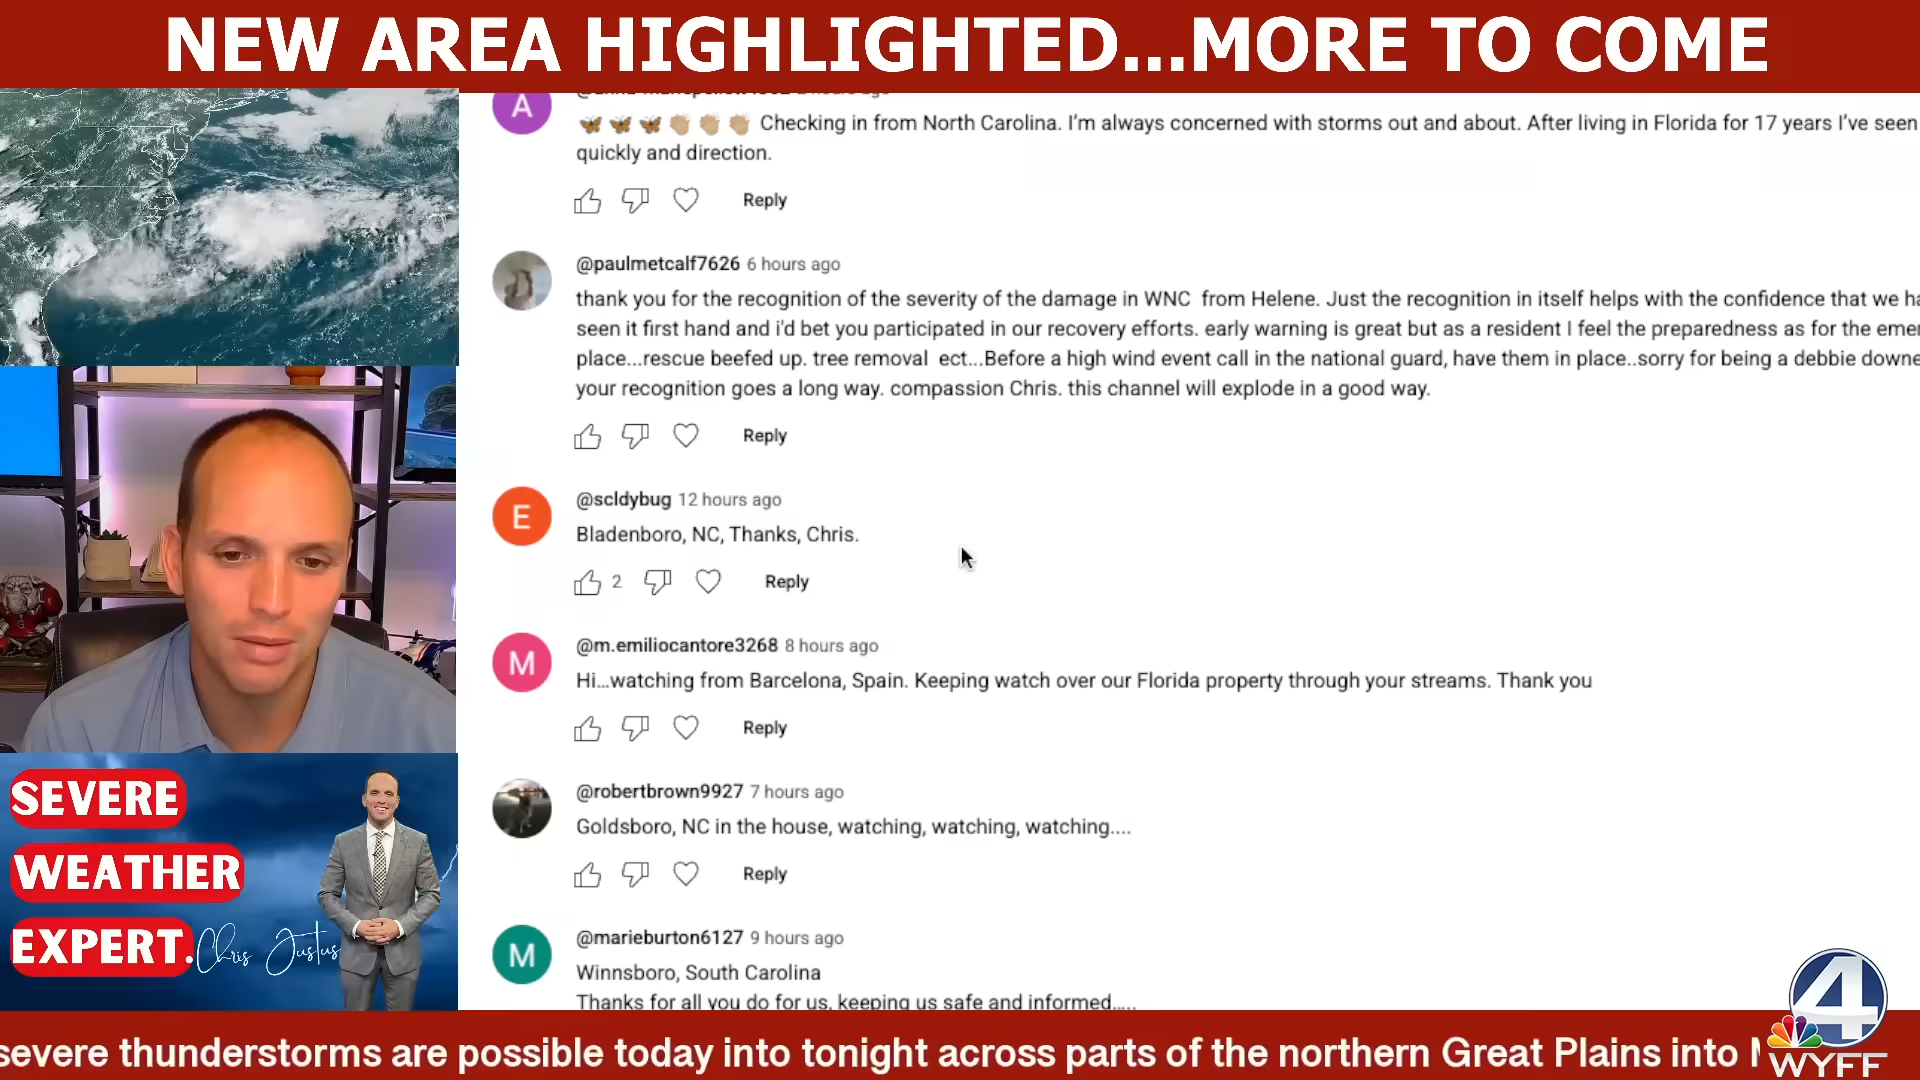 NEW AREA HIGHLIGHTED...MORE TO COME
A
Checking in from North Carolina. I'm always concerned with storms out and about. After living in Florida for 17 years I've seen
quickly and direction.
Reply
@paulmetcalf7626 6 hours ago
thank you for the recognition of the severity of the damage in WNC from Helene. Just the recognition in itself helps with the confidence that we
seen it first hand and i'd bet you participated in our recovery efforts. early warning is great but as a resident I feel the preparedness as for the
place...rescue beefed up. tree removal ect...Before a high wind event call in the national guard, have them in place..sorry for being a debbie
your recognition goes a long way. compassion Chris. this channel will explode in a good way.
Reply
E
@scldybug 12 hours ago
Bladenboro, NC, Thanks, Chris.
2
Reply
M
@m.emiliocantore3268 8 hours ago
Hi...watching from Barcelona, Spain. Keeping watch over our Florida property through your streams. Thank you
Reply
@robertbrown9927 7 hours ago
Goldsboro, NC in the house, watching, watching, watching....
Reply
M
@marieburton6127 9 hours ago
Winnsboro, South Carolina
Thanks for all you do for us, keeping us safe and informed.....
SEVERE
WEATHER
EXPERT.
Chris Justus
severe thunderstorms are possible today into tonight across parts of the northern Great Plains into
4
WYFF